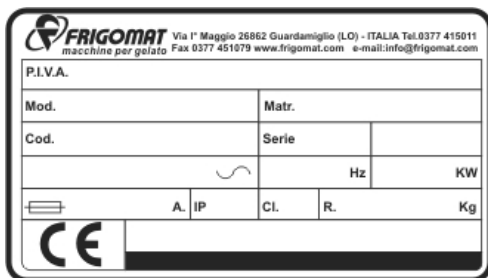 FRIGOMAT Via I° Maggio 26862 Guardamiglio (LO) - ITALIA Tel.0377 415011
macchine per gelato Fax 0377 451079 www.frigomat.com e-mail:info@frigomat.com
P.I.V.A.
Mod. Matr.
Cod. Serie
Hz KW
A. IP Cl. R. Kg
CE